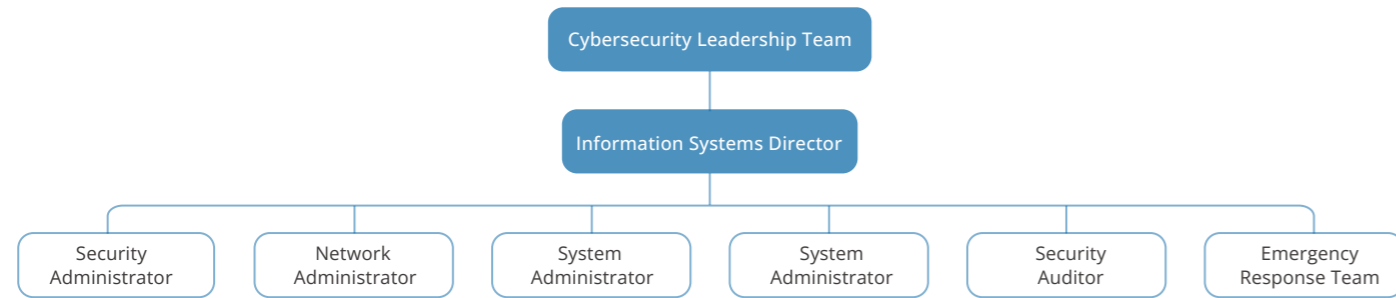 Cybersecurity Leadership Team
Information Systems Director
Security
Administrator
Network
Administrator
System
Administrator
System
Administrator
Security
Auditor
Emergency
Response Team